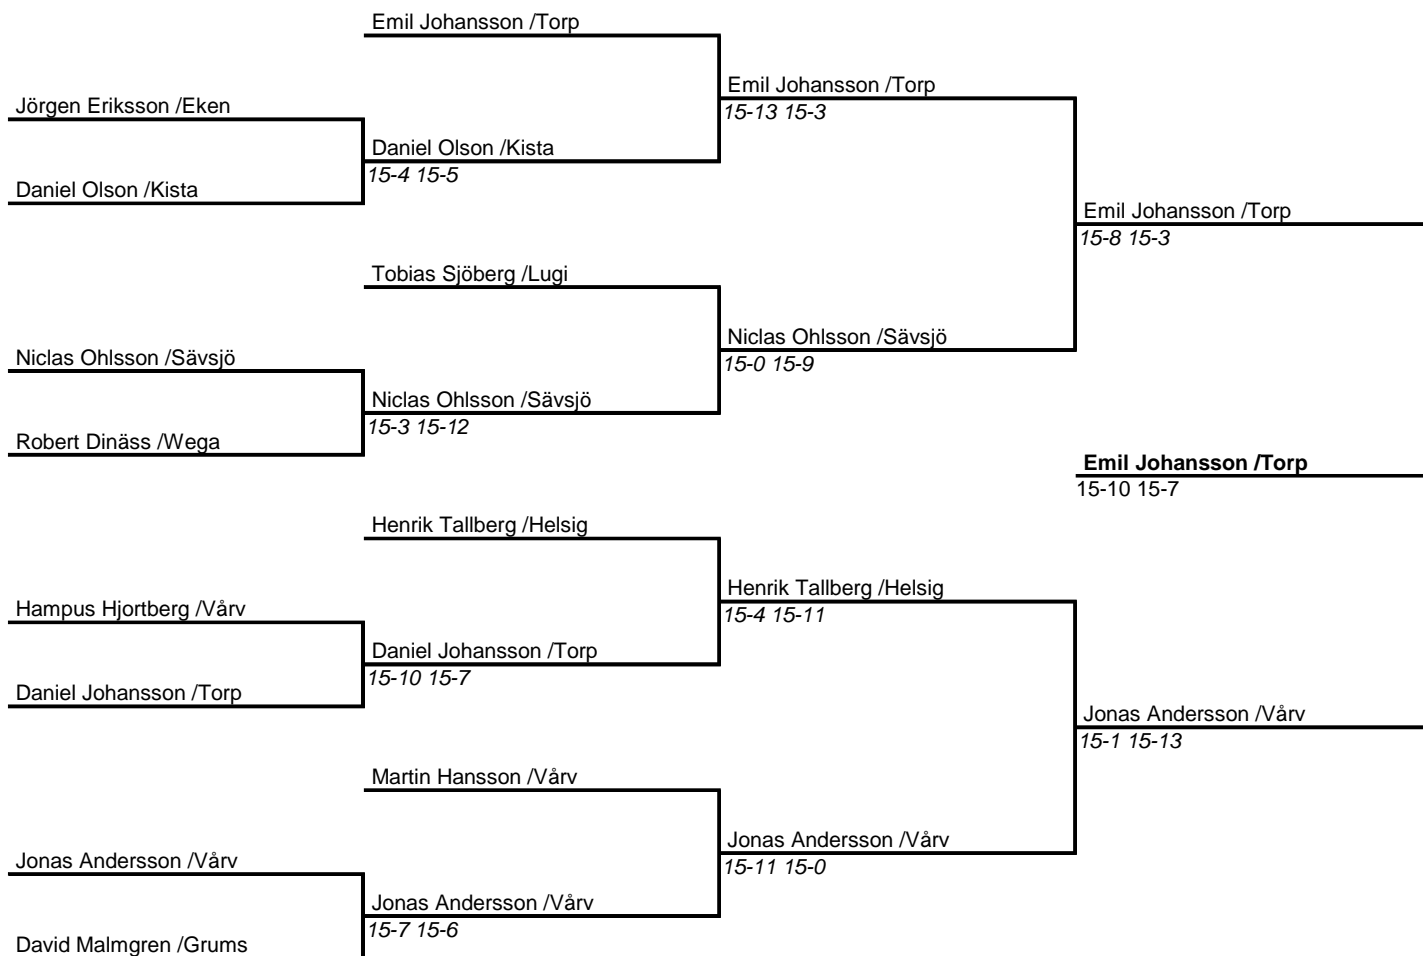 Emil Johansson /Torp
Emil Johansson /Torp
Jörgen Eriksson /Eken
15-13 15-3
Daniel Olson /Kista
15-4 15-5
Daniel Olson /Kista
Emil Johansson /Torp
15-8 15-3
Tobias Sjöberg /Lugi
Niclas Ohlsson /Sävsjö
Niclas Ohlsson /Sävsjö
15-0 15-9
Niclas Ohlsson /Sävsjö
15-3 15-12
Robert Dinäss /Wega
Emil Johansson /Torp
15-10 15-7
Henrik Tallberg /Helsig
Henrik Tallberg /Helsig
Hampus Hjortberg /Vårv
15-4 15-11
Daniel Johansson /Torp
15-10 15-7
Daniel Johansson /Torp
Jonas Andersson /Vårv
15-1 15-13
Martin Hansson /Vårv
Jonas Andersson /Vårv
Jonas Andersson /Vårv
15-11 15-0
Jonas Andersson /Vårv
15-7 15-6
David Malmgren /Grums